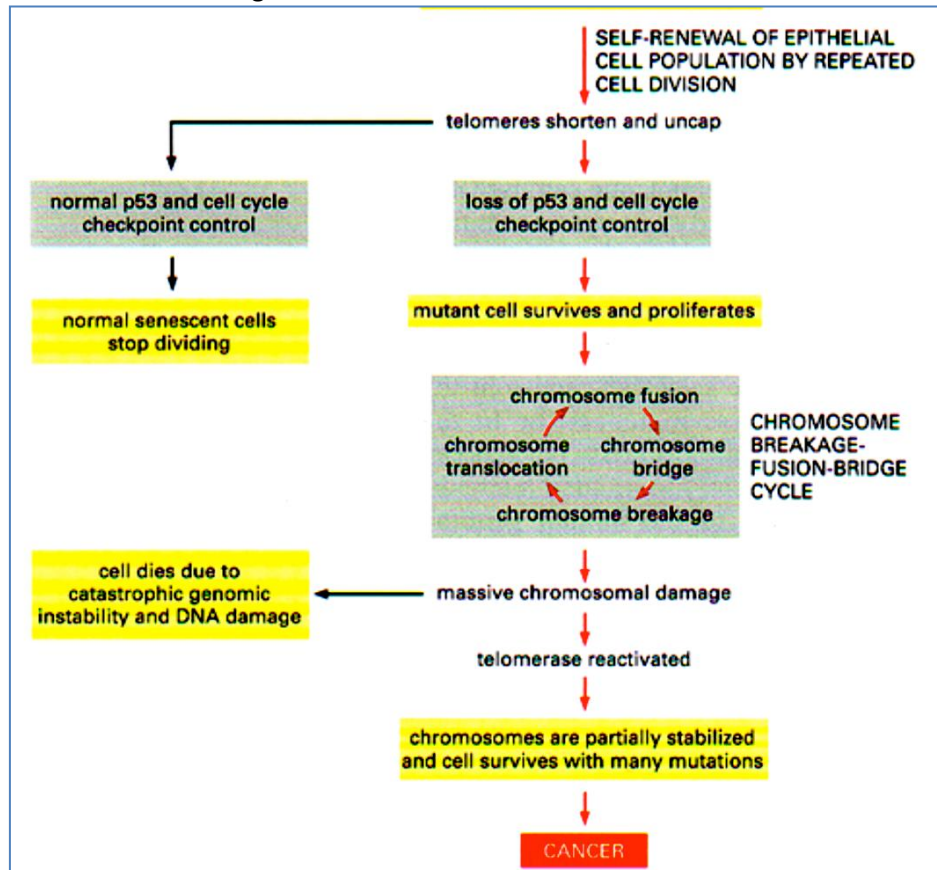 SELF-RENEWAL OF EPITHELIAL
CELL POPULATION BY REPEATED
CELL DIVISION
telomeres shorten and uncap
normal p53 and cell cycle
checkpoint control
loss of p53 and cell cycle
checkpoint control
normal senescent cells
stop dividing
mutant cell survives and proliferates
chromosome fusion
chromosome
translocation
chromosome
bridge
chromosome breakage
CHROMOSOME
BREAKAGE-
FUSION-BRIDGE
CYCLE
cell dies due to
catastrophic genomic
instability and DNA damage
massive chromosomal damage
telomerase reactivated
chromosomes are partially stabilized
and cell survives with many mutations
CANCER